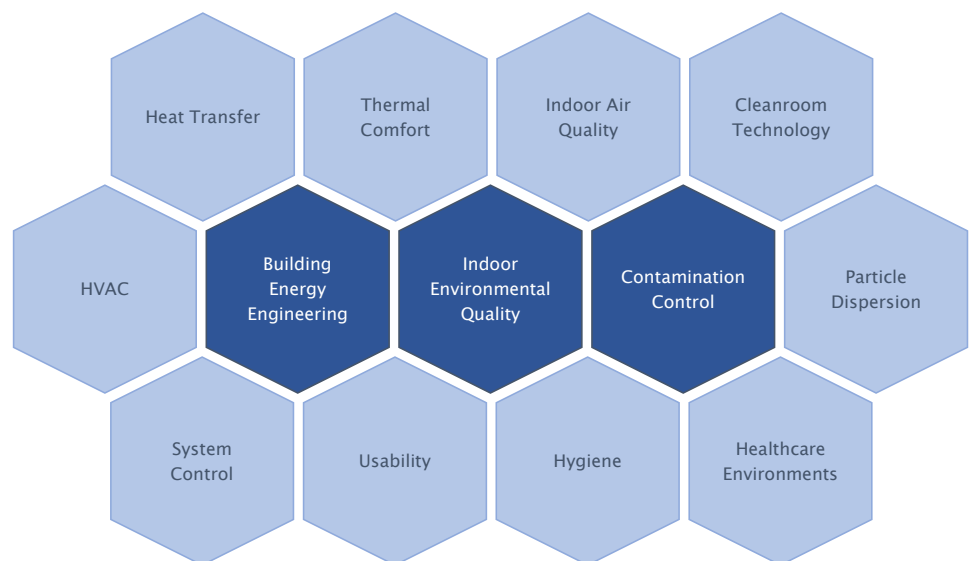 Heat Transfer
Thermal
Comfort
Indoor Air
Quality
Cleanroom
Technology
HVAC
Building
Energy
Engineering
Indoor
Environmental
Quality
Contamination
Control
Particle
Dispersion
System
Control
Usability
Hygiene
Healthcare
Environments